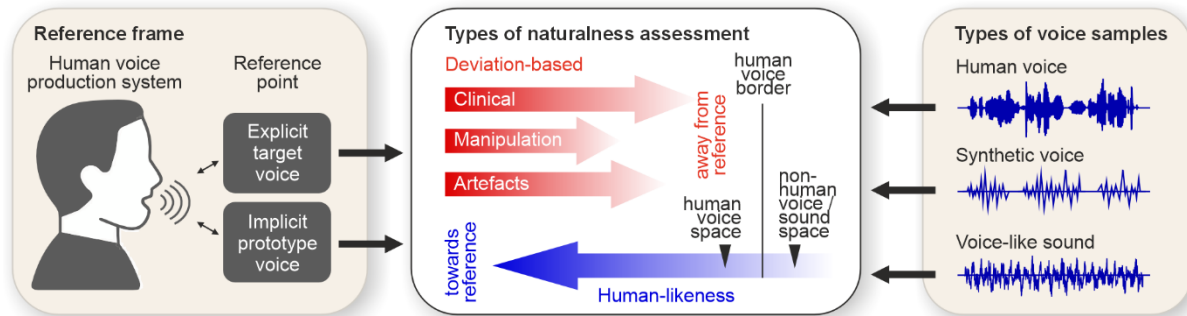 Reference frame
Human voice
production system
Reference
point
Explicit
target
voice
Implicit
prototype
voice
Types of naturalness assessment
Deviation-based
Clinical
Manipulation
Artefacts
away from
reference
human
voice
border
human
voice
space
non-
human
voice/
sound
space
towards
reference
Human-likeness
Types of voice samples
Human voice
Synthetic voice
Voice-like sound